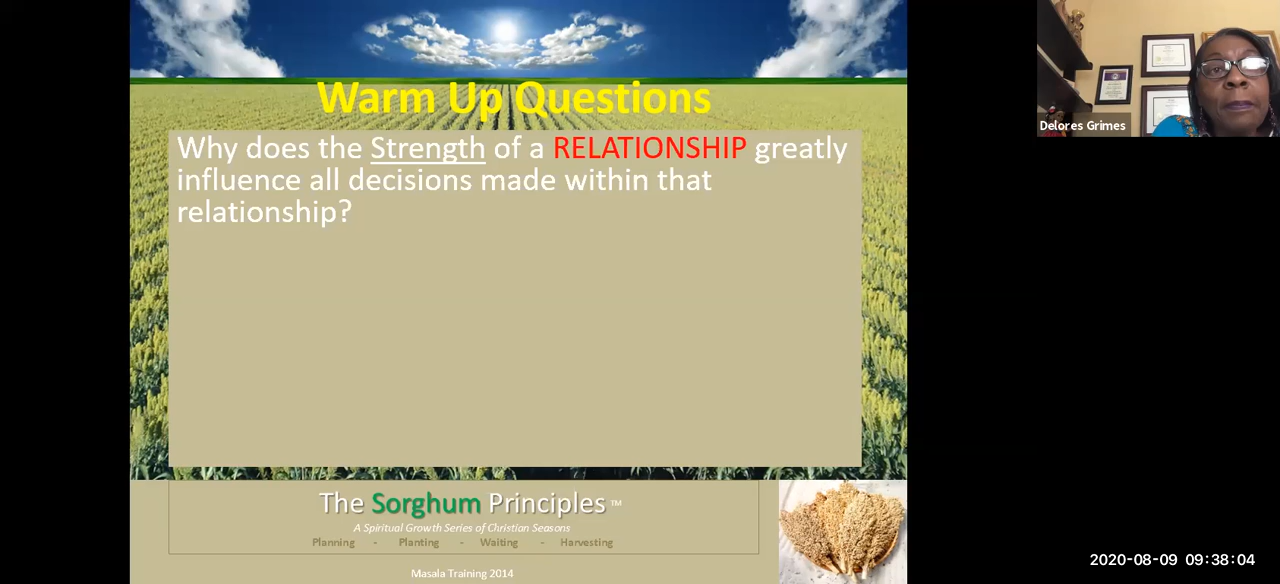 Warm Up Questions
Why does the Strength of a RELATIONSHIP greatly
influence all decisions made within that
relationship?
The Sorghum Principles ™
A Spiritual Growth Series of Christian Seasons
Planning - Planting - Waiting - Harvesting
Masala Training 2014
Delores Grimes
2020-08-09 09:38:04